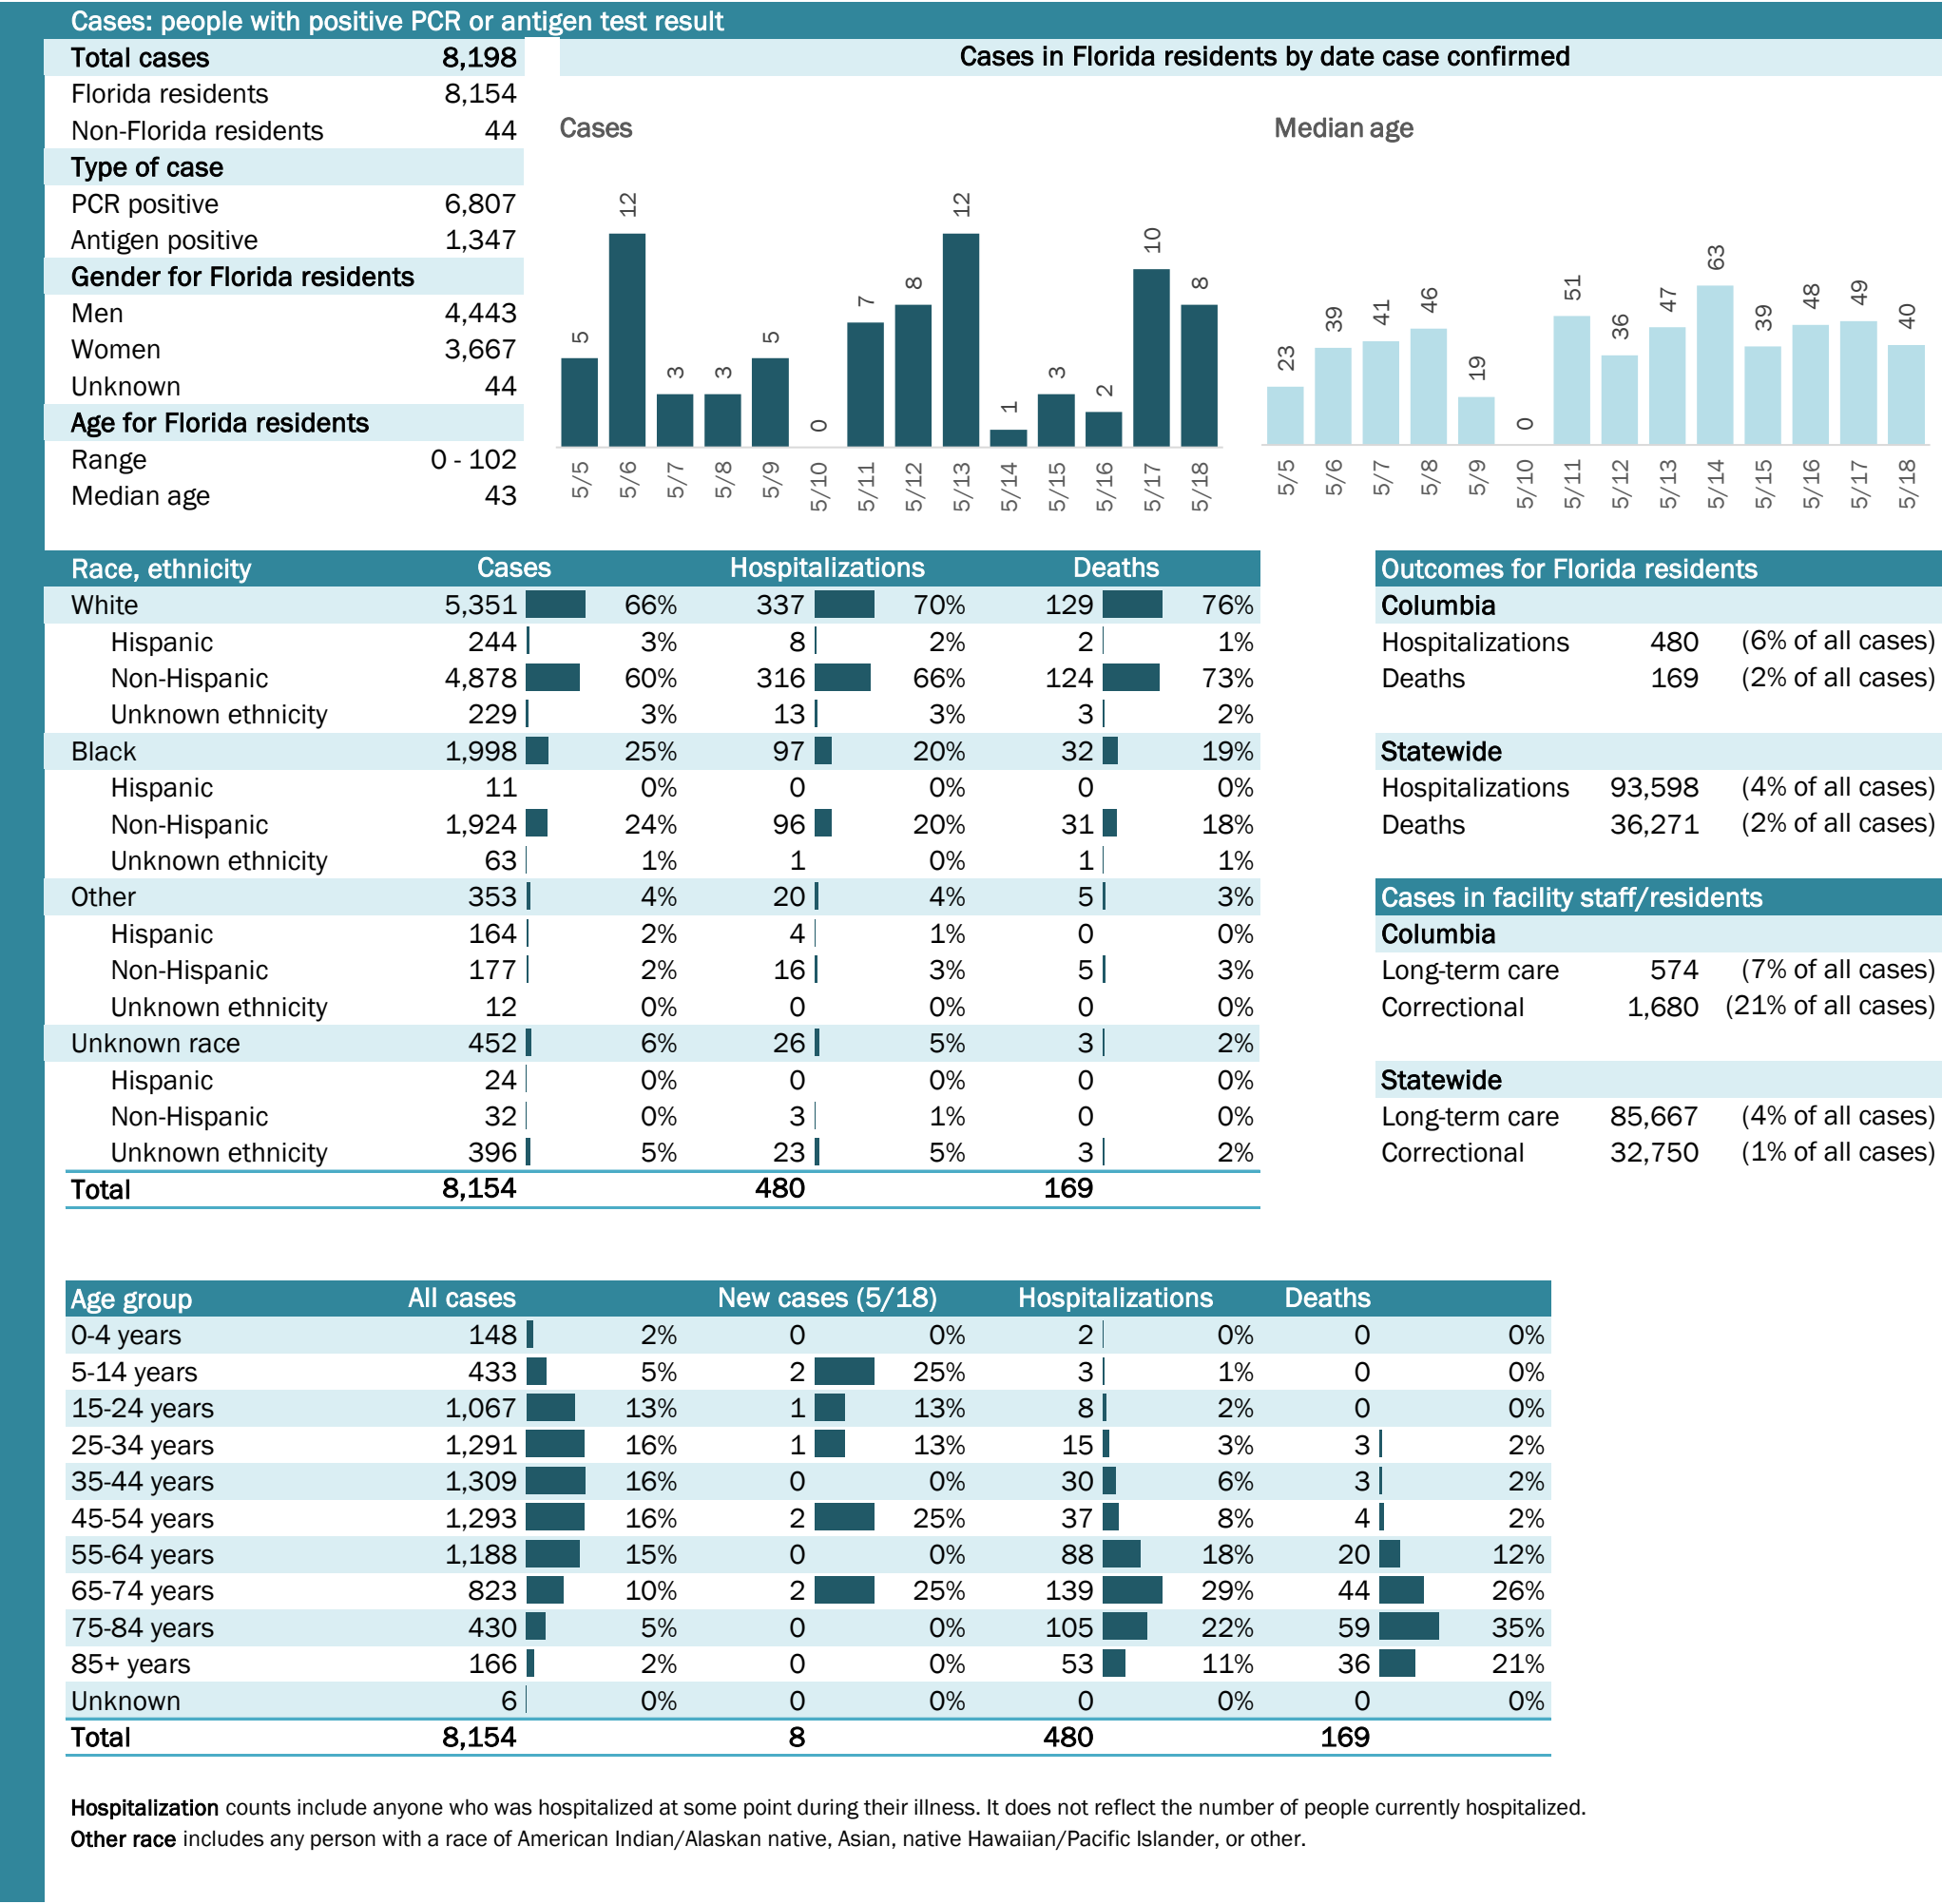 Cases: people with positive PCR or antigen test result
Total cases 8,198
Florida residents 8,154
Non-Florida residents 44
Type of case
PCR positive 6,807
Antigen positive 1,347
Gender for Florida residents
Men 4,443
Women 3,667
Unknown 44
Age for Florida residents
Range 0 - 102
Median age 43
Cases in Florida residents by date case confirmed
Cases
5 12 3 3 5 0 7 8 12 1 3 2 10 8
5/5 5/6 5/7 5/8 5/9 5/10 5/11 5/12 5/13 5/14 5/15 5/16 5/17 5/18
Median age
23 39 41 46 19 0 51 36 47 63 39 48 49 40
5/5 5/6 5/7 5/8 5/9 5/10 5/11 5/12 5/13 5/14 5/15 5/16 5/17 5/18
Race, ethnicity Cases Hospitalizations Deaths
White 5,351 66% 337 70% 129 76%
Hispanic 244 3% 8 2% 2 1%
Non-Hispanic 4,878 60% 316 66% 124 73%
Unknown ethnicity 229 3% 13 3% 3 2%
Black 1,998 25% 97 20% 32 19%
Hispanic 11 0% 0 0% 0 0%
Non-Hispanic 1,924 24% 96 20% 31 18%
Unknown ethnicity 63 1% 1 0% 1 1%
Other 353 4% 20 4% 5 3%
Hispanic 164 2% 4 1% 0 0%
Non-Hispanic 177 2% 16 3% 5 3%
Unknown ethnicity 12 0% 0 0% 0 0%
Unknown race 452 6% 26 5% 3 2%
Hispanic 24 0% 0 0% 0 0%
Non-Hispanic 32 0% 3 1% 0 0%
Unknown ethnicity 396 5% 23 5% 3 2%
Total 8,154 480 169
Outcomes for Florida residents
Columbia
Hospitalizations 480 (6% of all cases)
Deaths 169 (2% of all cases)
Statewide
Hospitalizations 93,598 (4% of all cases)
Deaths 36,271 (2% of all cases)
Cases in facility staff/residents
Columbia
Long-term care 574 (7% of all cases)
Correctional 1,680 (21% of all cases)
Statewide
Long-term care 85,667 (4% of all cases)
Correctional 32,750 (1% of all cases)
Age group All cases New cases (5/18) Hospitalizations Deaths
0-4 years 148 2% 0 0% 2 0% 0 0%
5-14 years 433 5% 2 25% 3 1% 0 0%
15-24 years 1,067 13% 1 13% 8 2% 0 0%
25-34 years 1,291 16% 1 13% 15 3% 3 2%
35-44 years 1,309 16% 0 0% 30 6% 3 2%
45-54 years 1,293 16% 2 25% 37 8% 4 2%
55-64 years 1,188 15% 0 0% 88 18% 20 12%
65-74 years 823 10% 2 25% 139 29% 44 26%
75-84 years 430 5% 0 0% 105 22% 59 35%
85+ years 166 2% 0 0% 53 11% 36 21%
Unknown 6 0% 0 0% 0 0% 0 0%
Total 8,154 8 480 169
Hospitalization counts include anyone who was hospitalized at some point during their illness. It does not reflect the number of people currently hospitalized.
Other race includes any person with a race of American Indian/Alaskan native, Asian, native Hawaiian/Pacific Islander, or other.